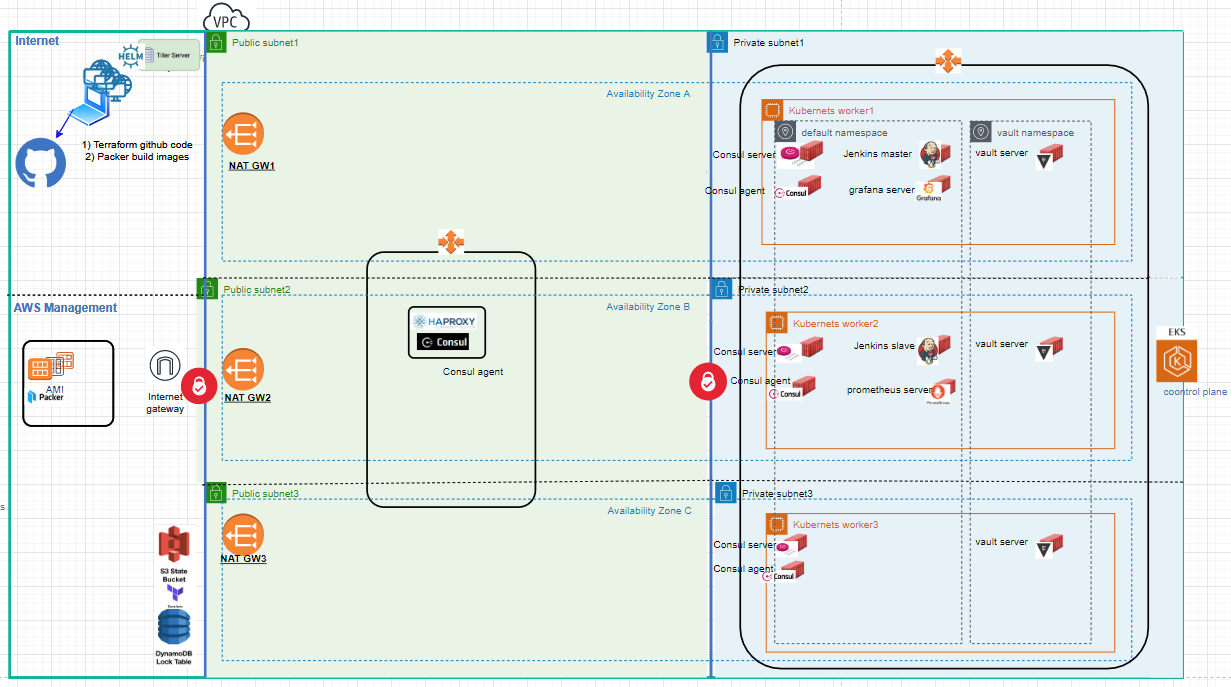 VPC
Internet
HELM
Tiller Server
1) Terraform github code
2) Packer build images
Public subnet1
Availability Zone A
NAT GW1
Private subnet1
Kubernets worker1
default namespace
vault namespace
Consul server
Jenkins master
vault server
Consul agent
Consul
grafana server
Grafana
AWS Management
AMI
Packer
Internet
gateway
Public subnet2
Availability Zone B
NAT GW2
HAPROXY
Consul
Consul agent
Private subnet2
Kubernets worker2
Consul server
Jenkins slave
vault server
Consul agent
Consul
prometheus server
EKS
coontrol plane
s
Public subnet3
Availability Zone C
NAT GW3
Private subnet3
Kubernets worker3
Consul server
vault server
Consul agent
Consul
S3 State
Bucket
DynamoDB
Lock Table